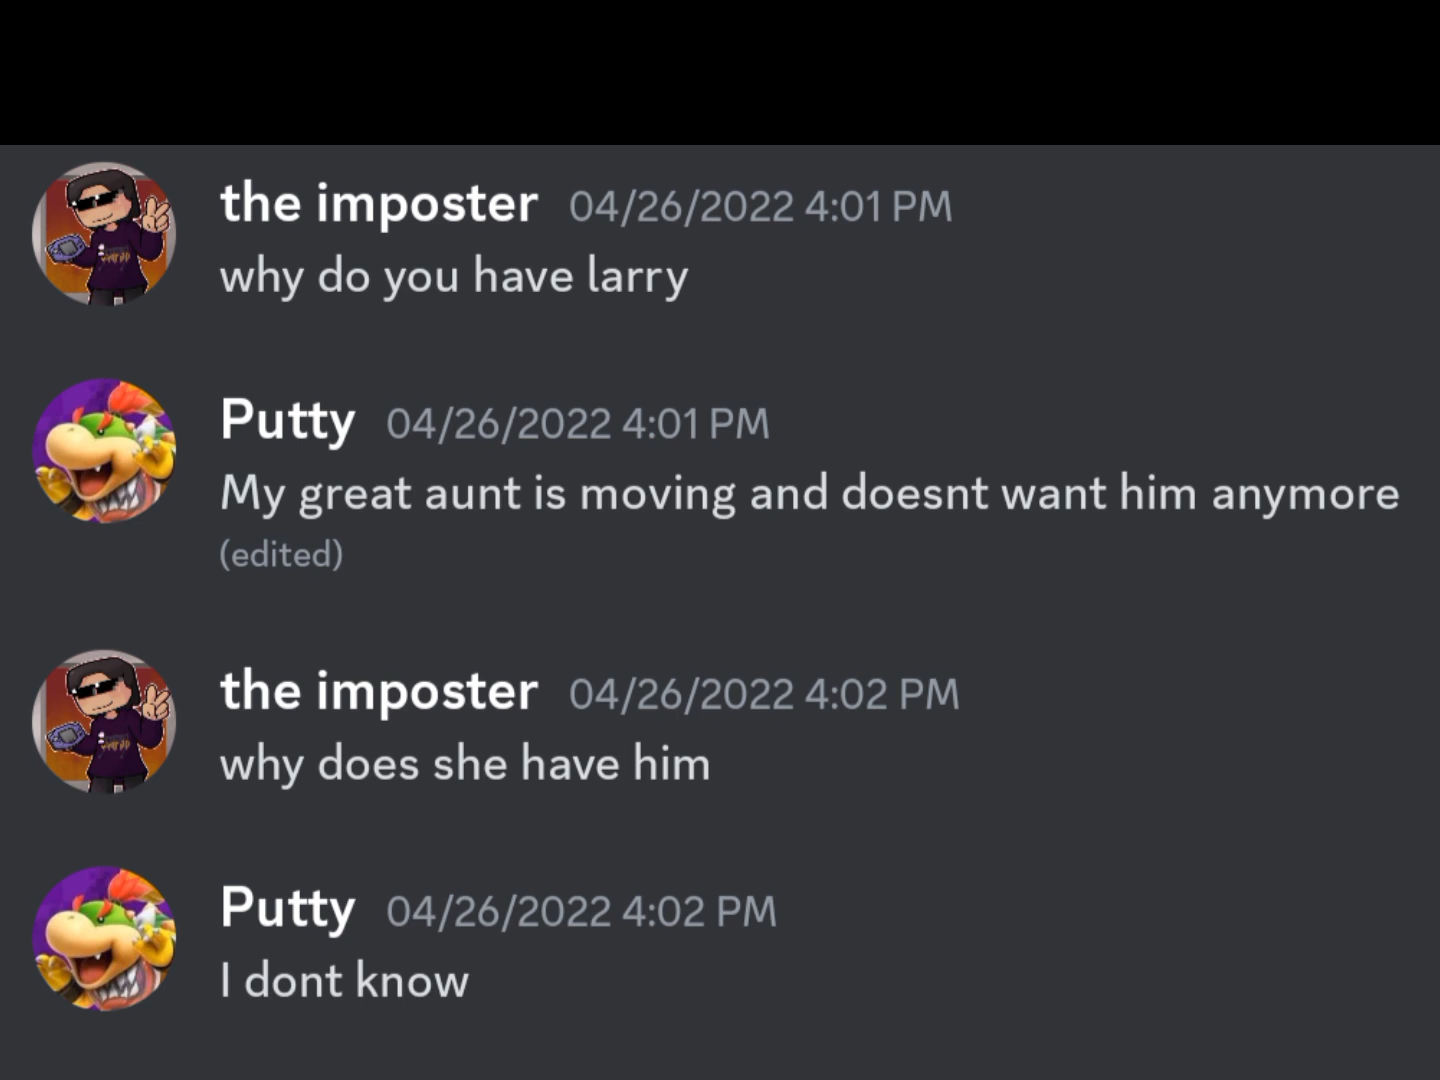 the imposter 04/26/2022 4:01 PM
why do you have larry
Putty 04/26/2022 4:01 PM
My great aunt is moving and doesnt want him anymore
(edited)
the imposter 04/26/2022 4:02 PM
why does she have him
Putty 04/26/2022 4:02 PM
I dont know